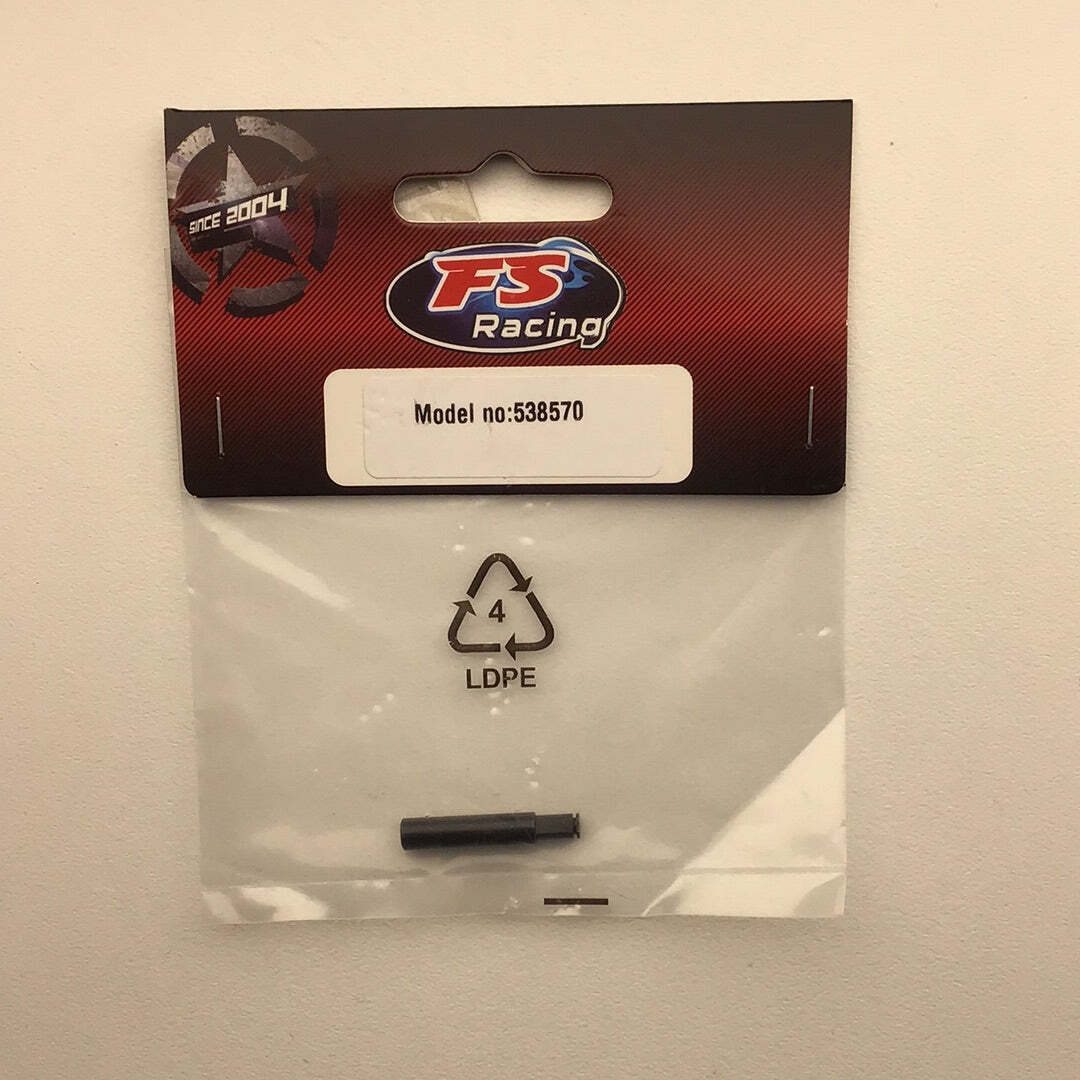 SINCE 2004
FS
Racing
Model no:538570
4
LDPE